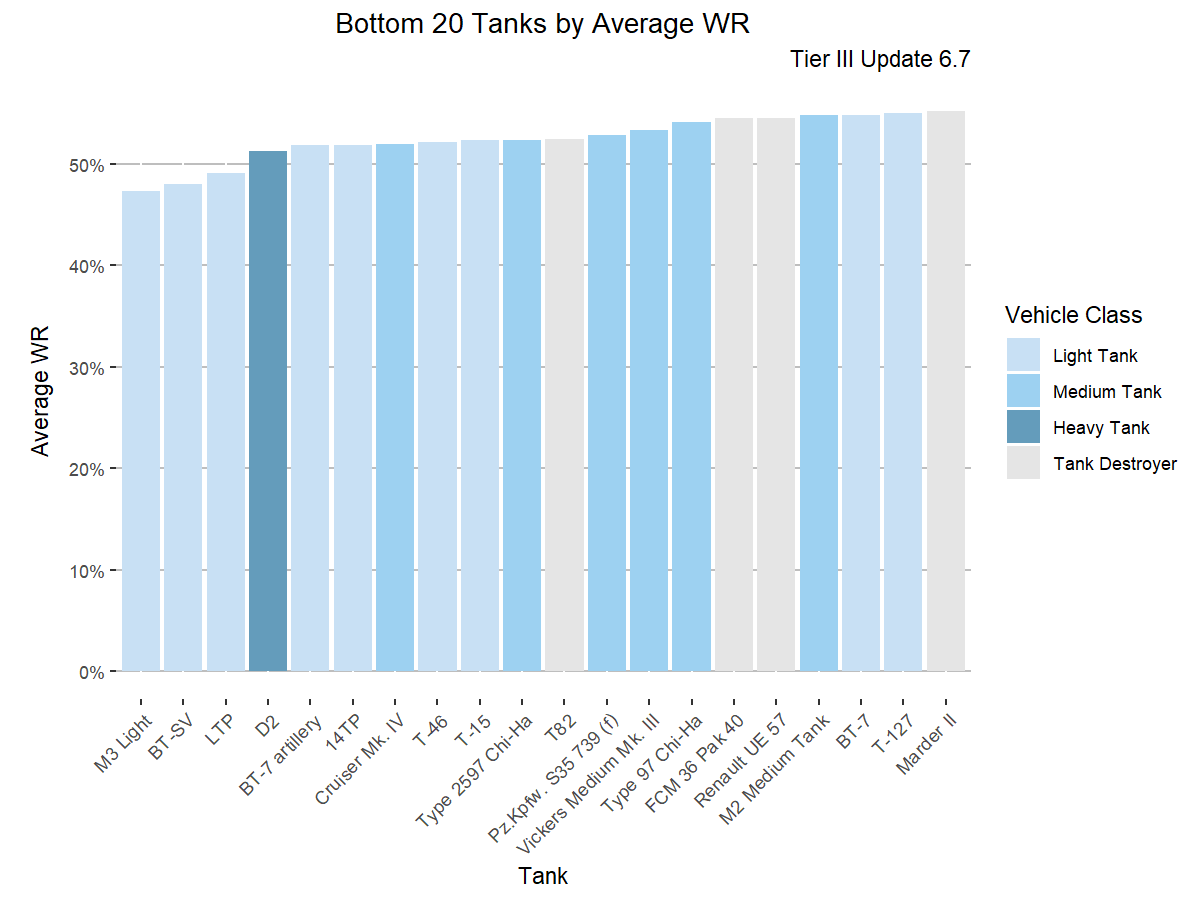 Bottom 20 Tanks by Average WR
Tier III Update 6.7
50%
40%
30%
20%
10%
0%
Average WR
M3 Light
BT-SV
LTP
D2
BT-7 artillery
14TP
Cruiser Mk. IV
T-46
T-15
Type 2597 Chi-Ha
T82
Pz.Kpfw. S35 739 (f)
Vickers Medium Mk. III
Type 97 Chi-Ha
FCM 36 Pak 40
Renault UE 57
M2 Medium Tank
BT-7
T-127
Marder II
Tank
Vehicle Class
Light Tank
Medium Tank
Heavy Tank
Tank Destroyer